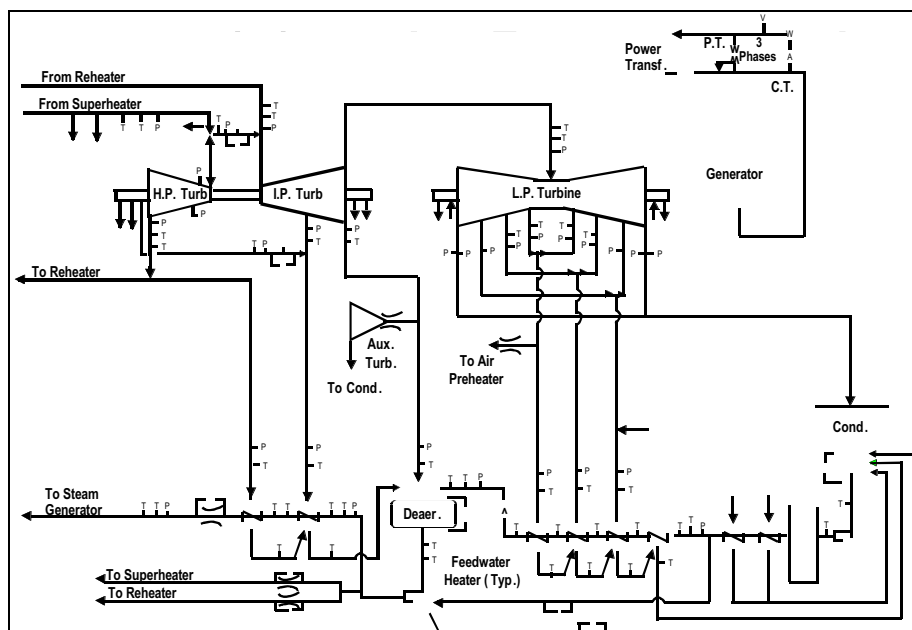 V
P.T.
W
3
Phases
W
W
A
Power
Transf.
C.T.
From Reheater
From Superheater
T T P
T P
T
T
P
T
T
P
P
H.P. Turb
I.P. Turb
L.P. Turbine
Generator
P
P
T
T
T P
P
T
P
T
P P
T
P
T
P
T
P
T
P
P P
To Reheater
Aux.
Turb.
To Cond.
To Air
Preheater
Cond.
P
T
P
T
P
T
P
T
P
T
P
T
T
To Steam
Generator
T T P
T T
T T P
T T P
Deaer.
T
T
T
T
T
T
T T P
T
T
T
T
T
T
T
T
Feedwater
Heater (Typ.)
To Superheater
To Reheater